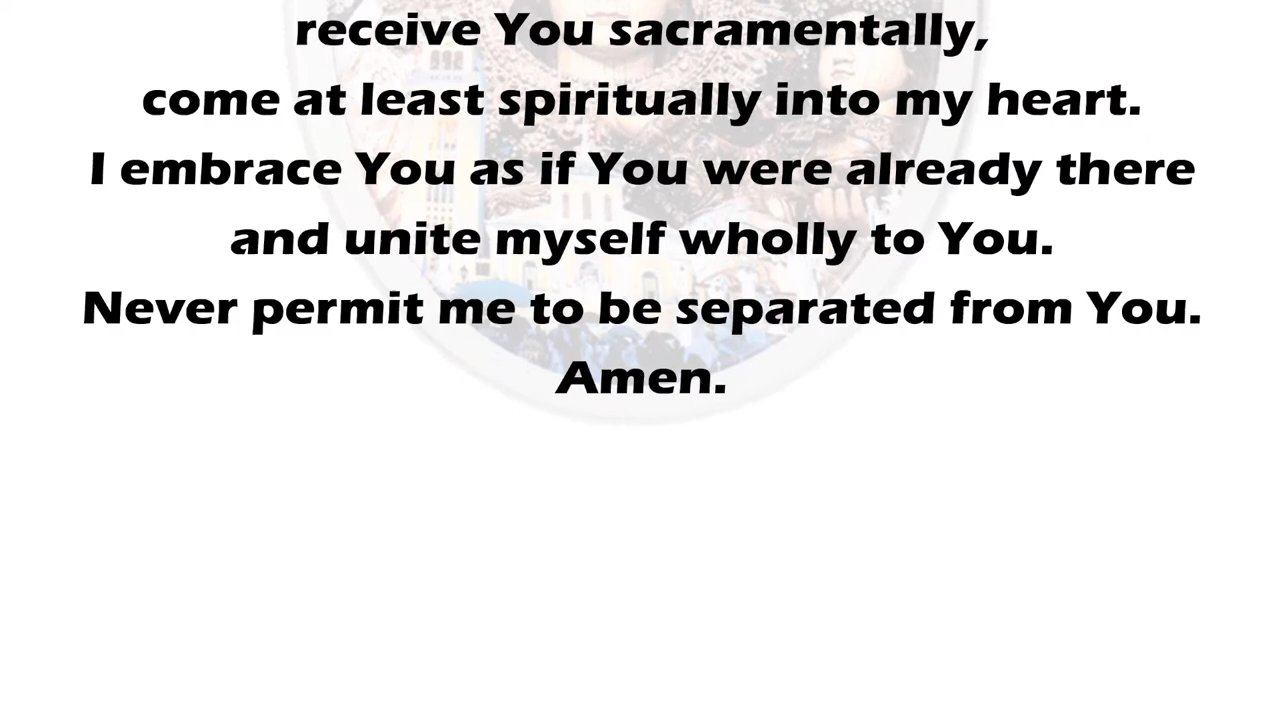 receive You sacramentally,
come at least spiritually into my heart.
I embrace You as if You were already there
and unite myself wholly to You.
Never permit me to be separated from You.
Amen.